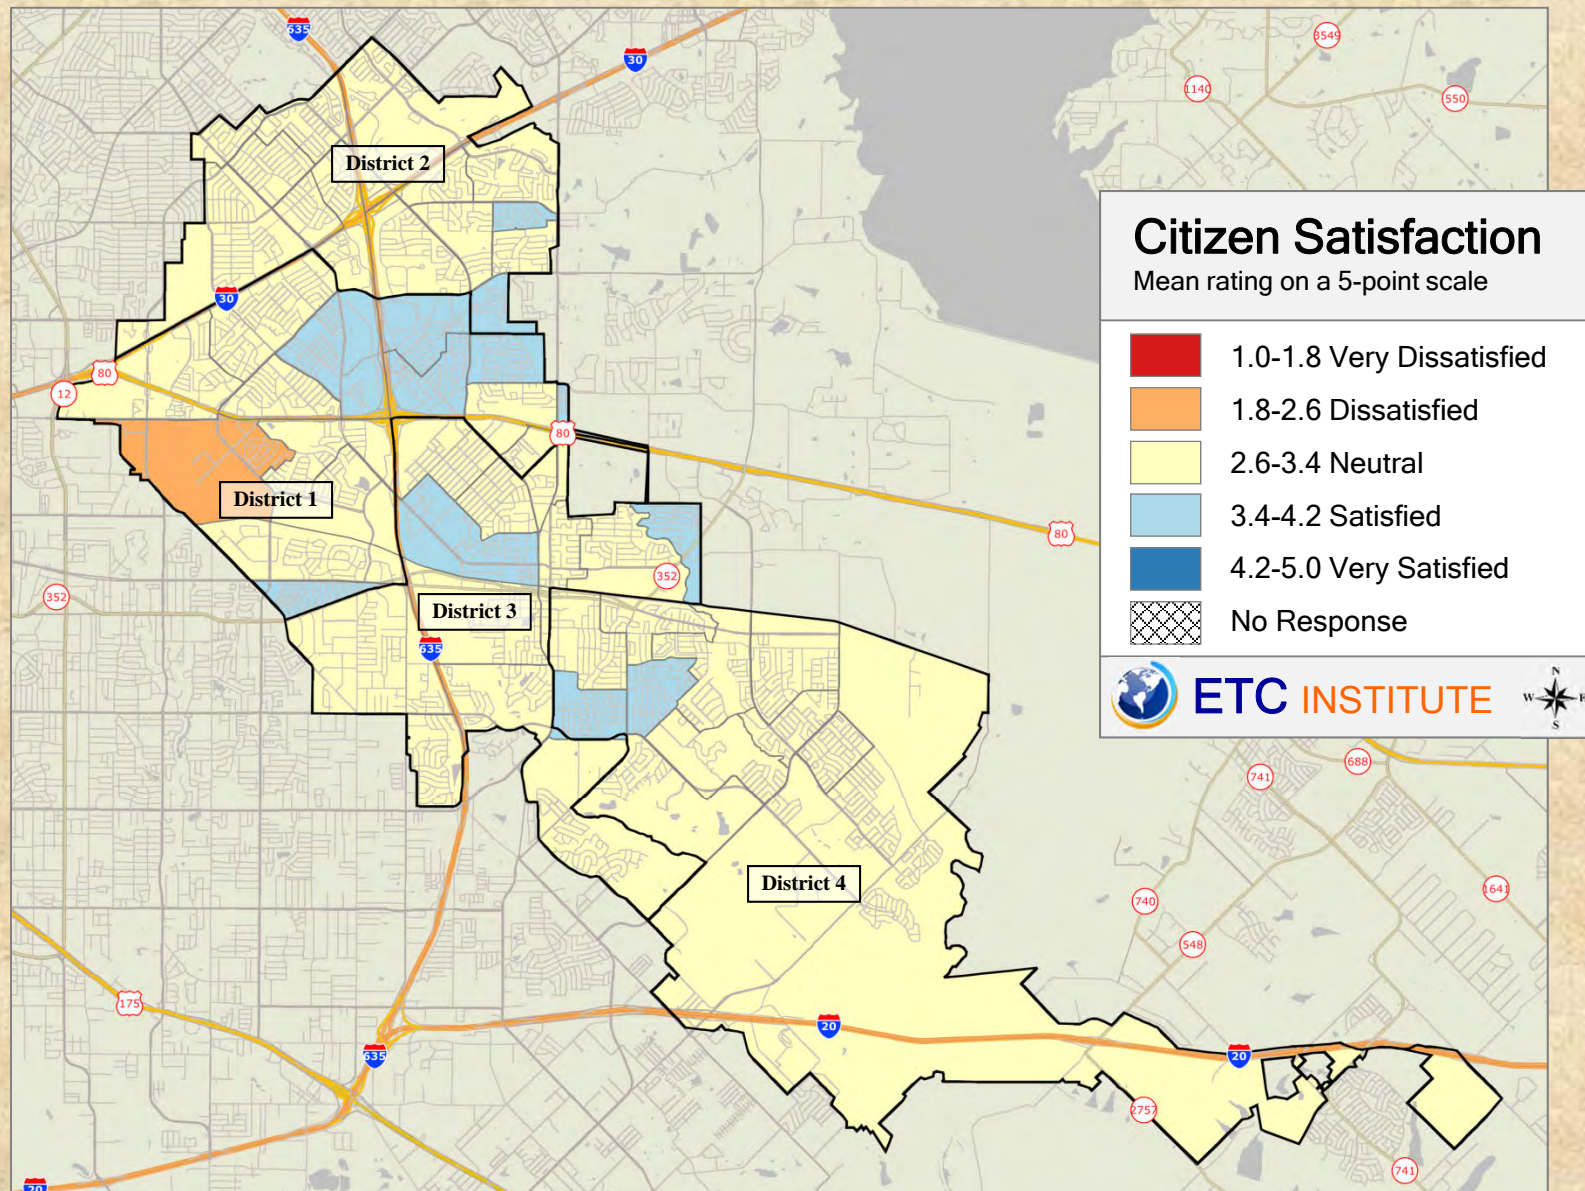 635
30
3549
1140
550
District 2
Citizen Satisfaction
Mean rating on a 5-point scale
30
1.0-1.8 Very Dissatisfied
80
12
1.8-2.6 Dissatisfied
80
2.6-3.4 Neutral
District 1
3.4-4.2 Satisfied
80
4.2-5.0 Very Satisfied
352
352
District 3
No Response
635
ETC INSTITUTE
N
W
E
S
688
741
District 4
1641
740
548
175
20
635
20
2757
741
20